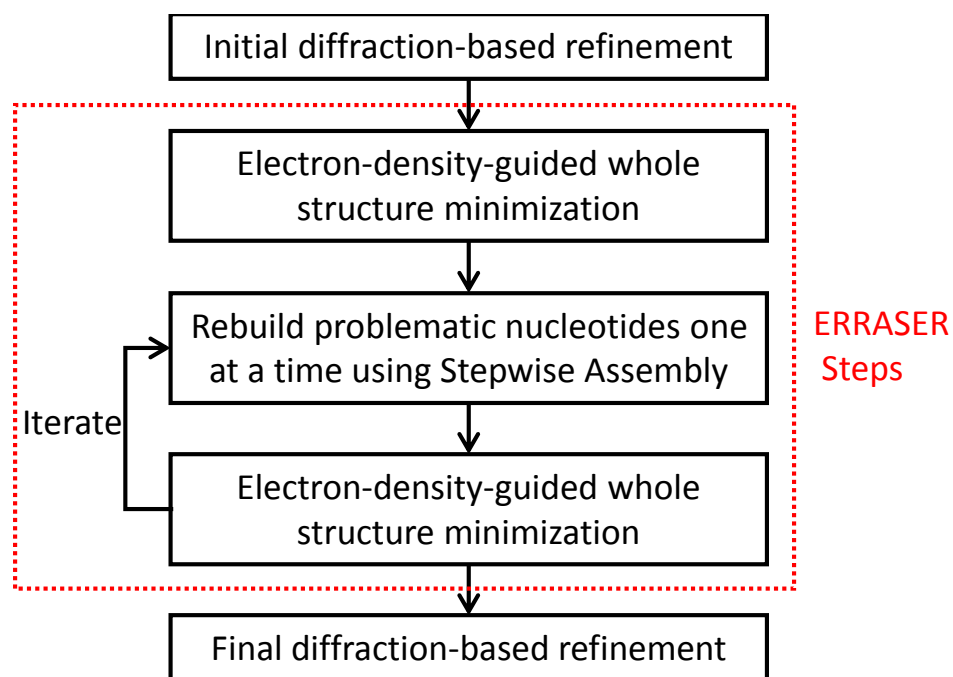 Initial diffraction-based refinement
Electron-density-guided whole
structure minimization
Rebuild problematic nucleotides one
at a time using Stepwise Assembly
ERRASER
Steps
Iterate
Electron-density-guided whole
structure minimization
Final diffraction-based refinement